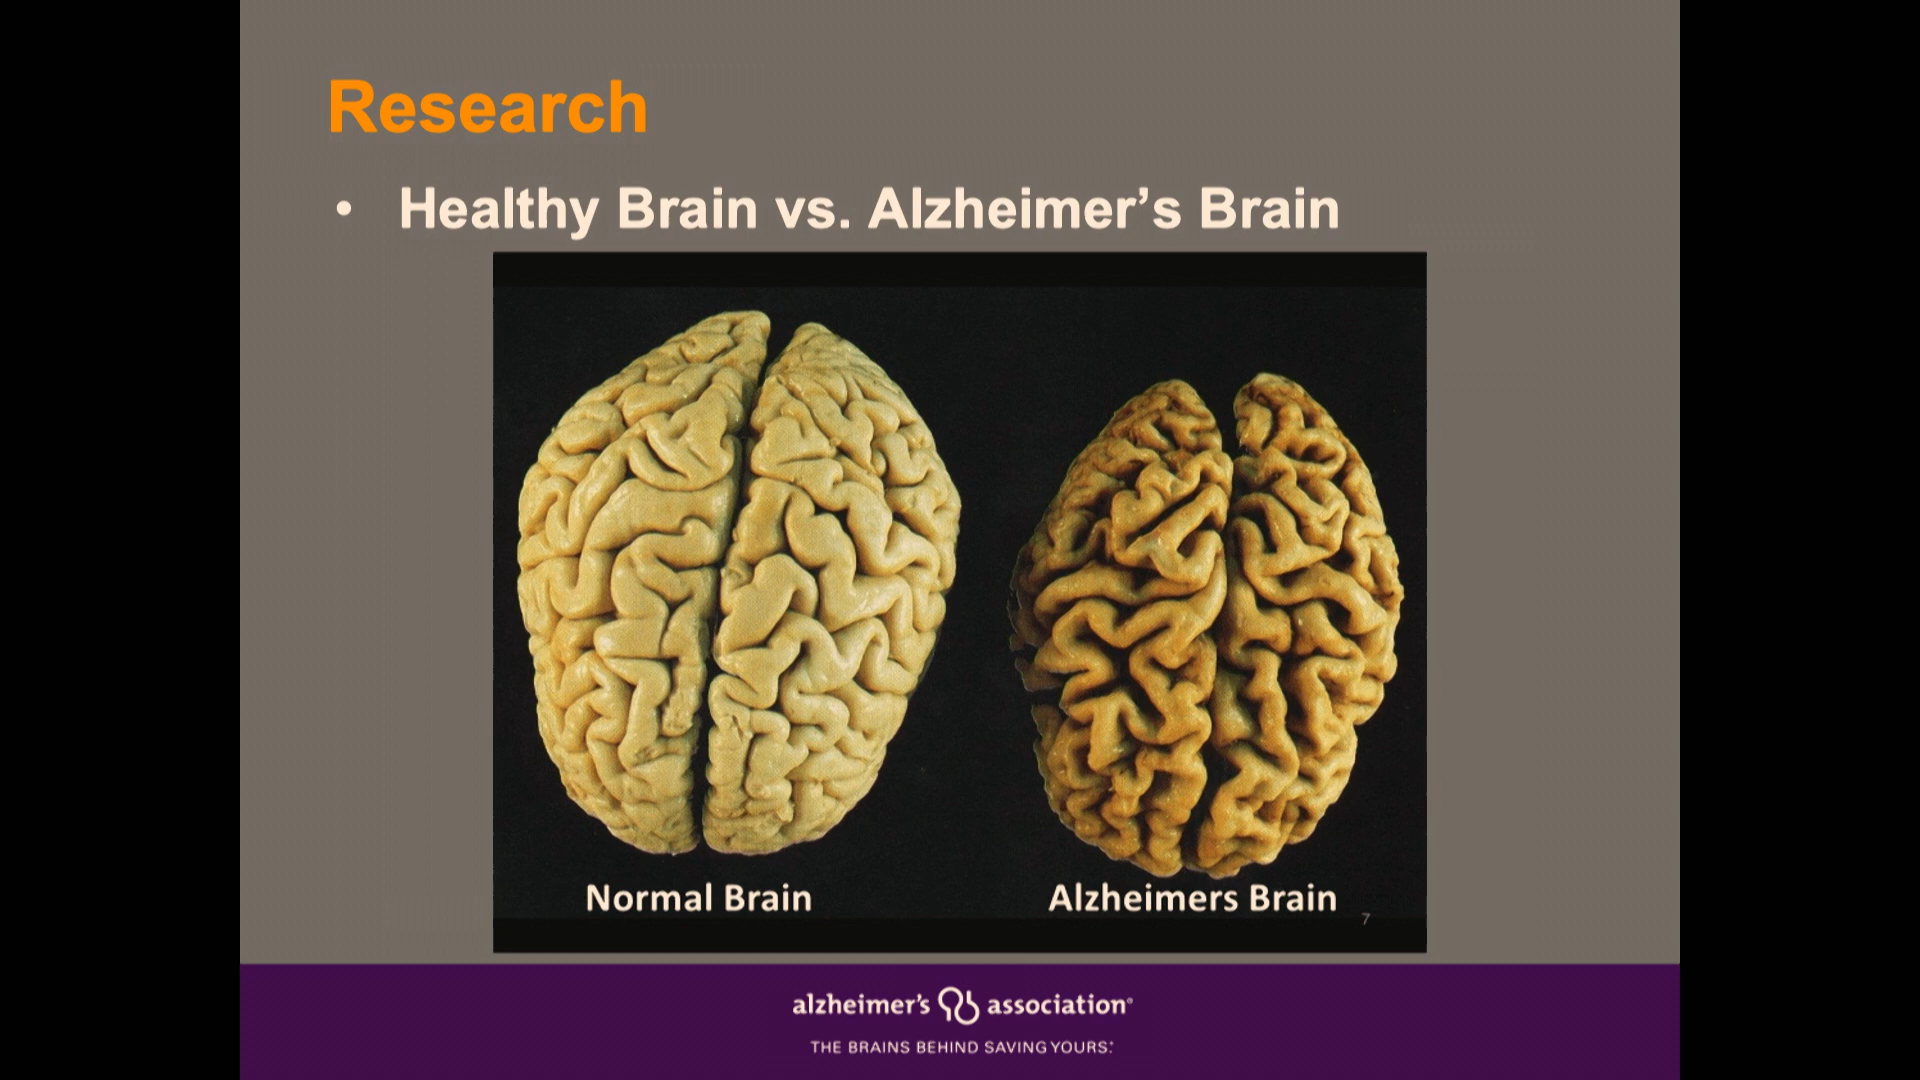 Research
• Healthy Brain vs. Alzheimer’s Brain
Normal Brain
Alzheimers Brain
7
alzheimer's association®
THE BRAINS BEHIND SAVING YOURS.